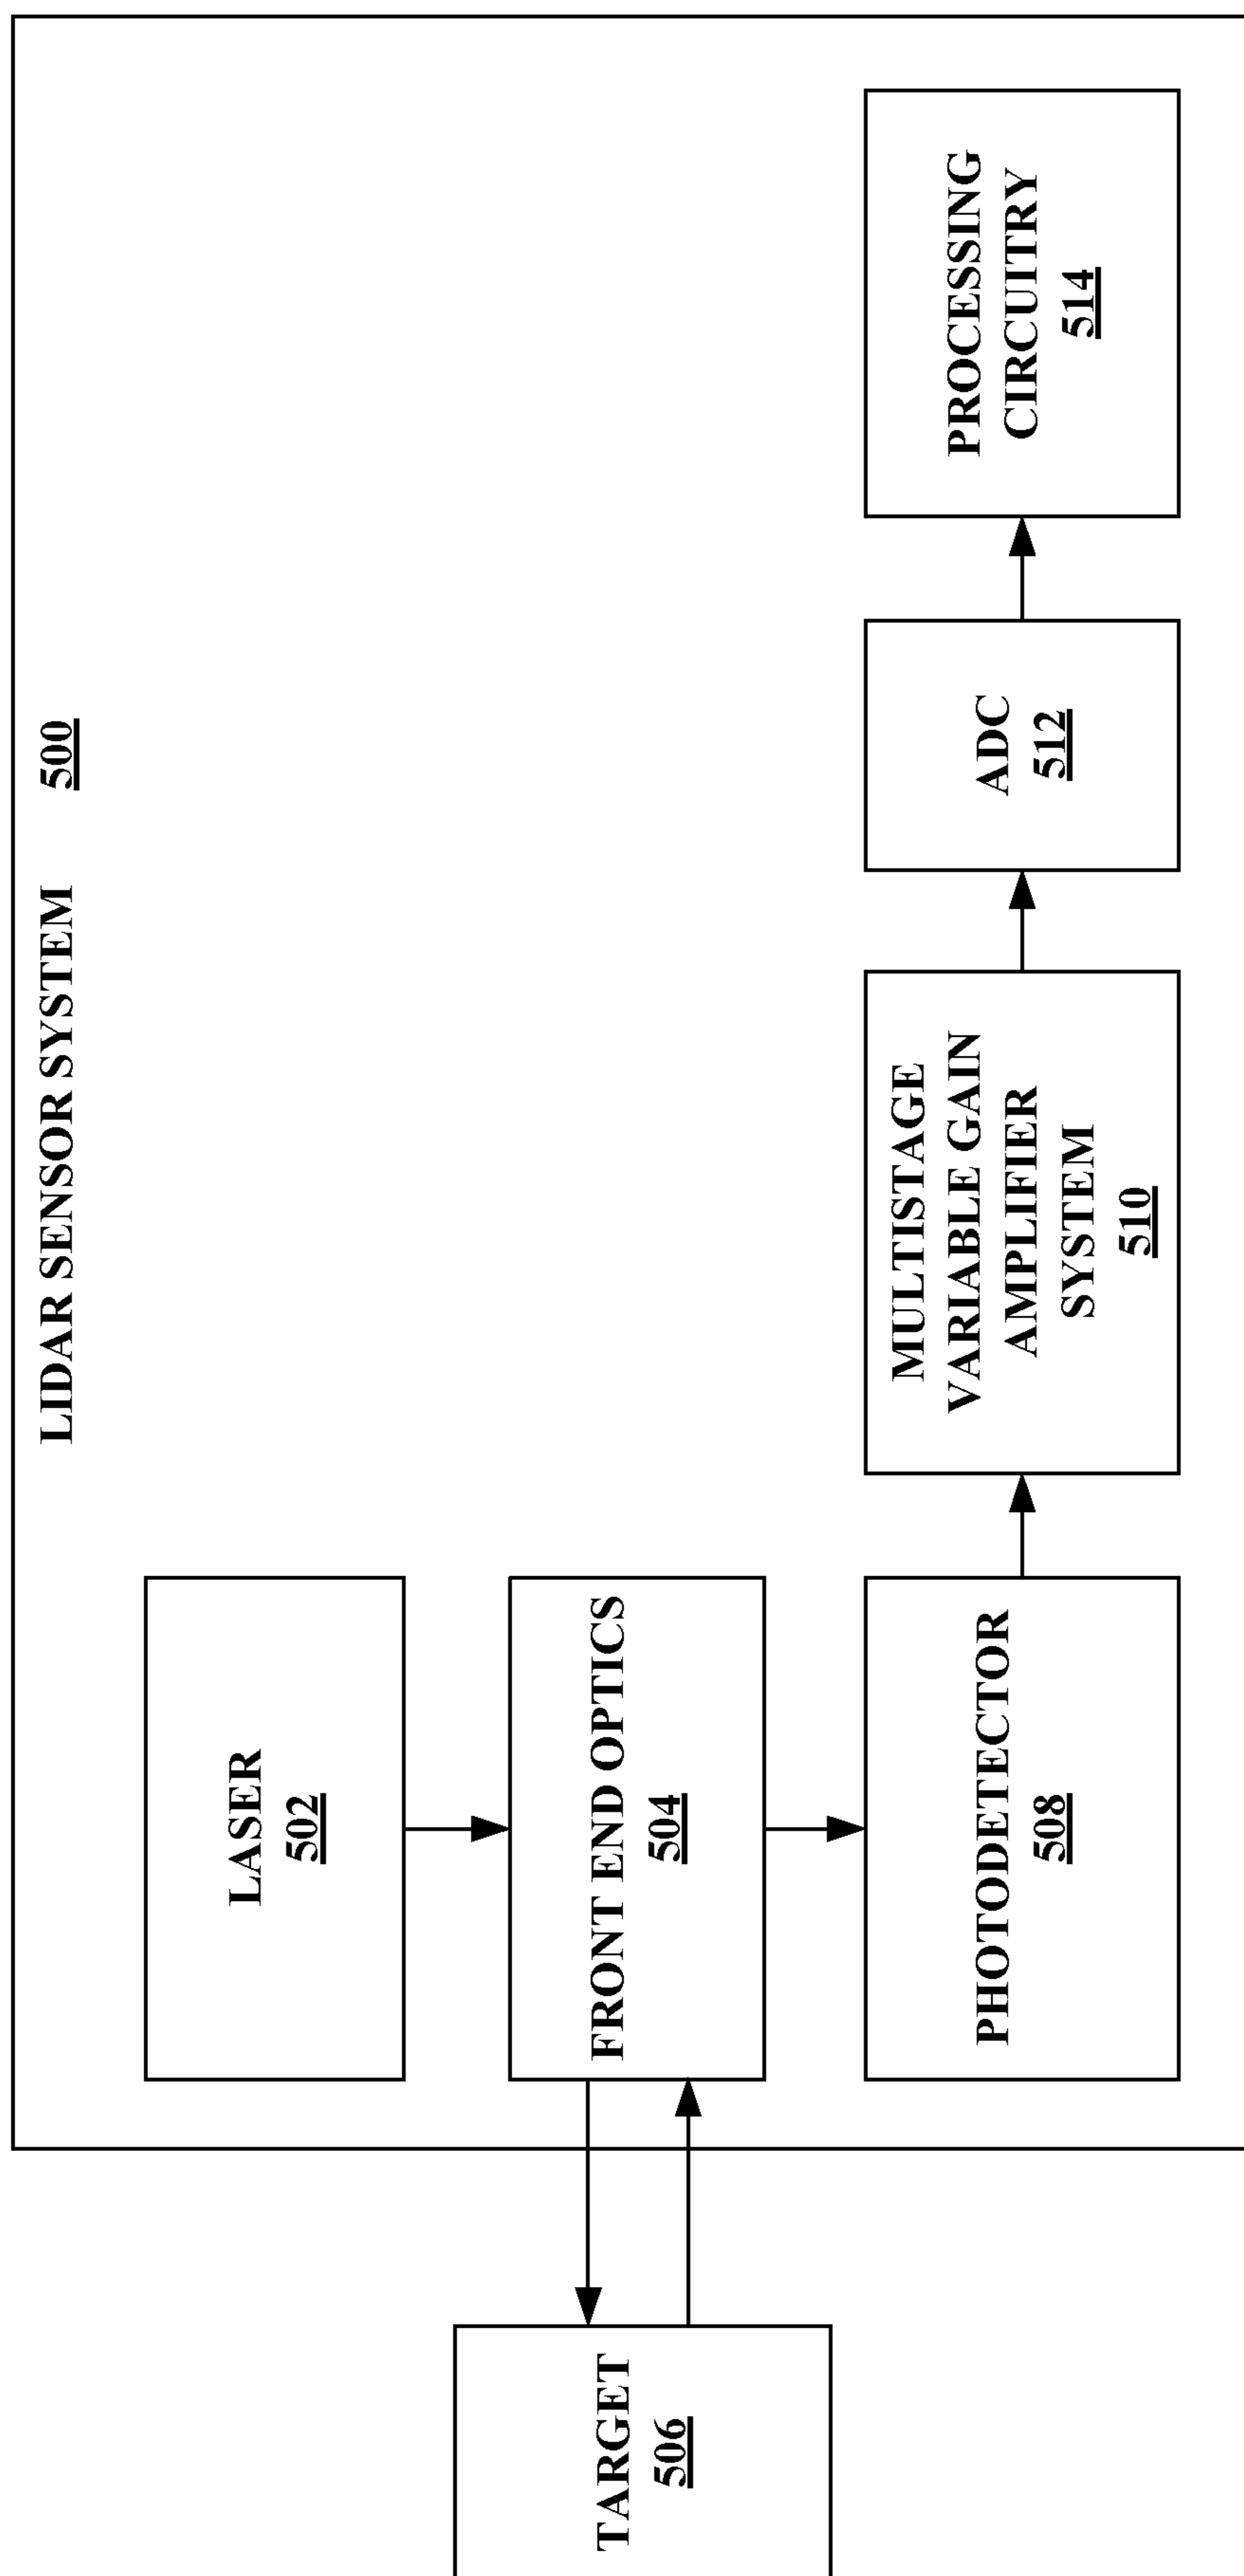 LIDAR SENSOR SYSTEM 500
LASER
502
TARGET
506
FRONT END OPTICS
504
PHOTODETECTOR
508
MULTISTAGE
VARIABLE GAIN
AMPLIFIER
SYSTEM
510
ADC
512
PROCESSING
CIRCUITRY
514